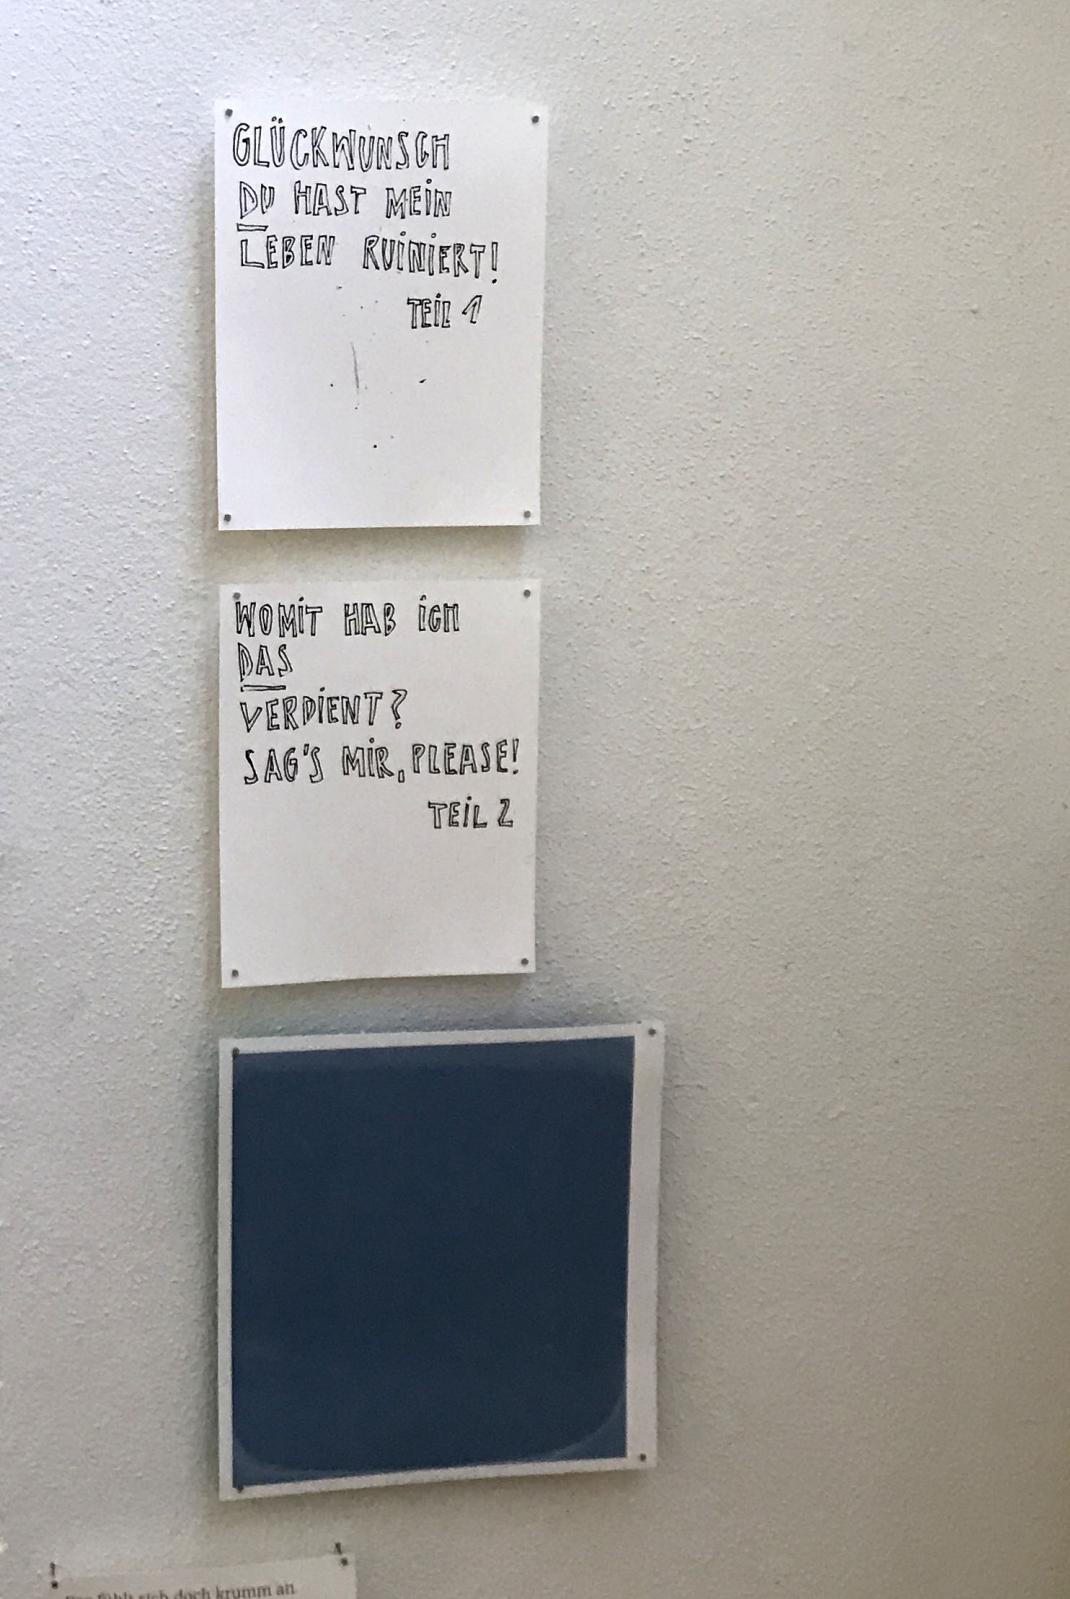 GLÜCKWUNSCH
DU HAST MEIN
LEBEN RUINIERT!
TEIL 1
WOMIT HAB ICH
DAS
VERDIENT?
SAG'S MIR, PLEASE!
TEIL 2
sich doch krumm an